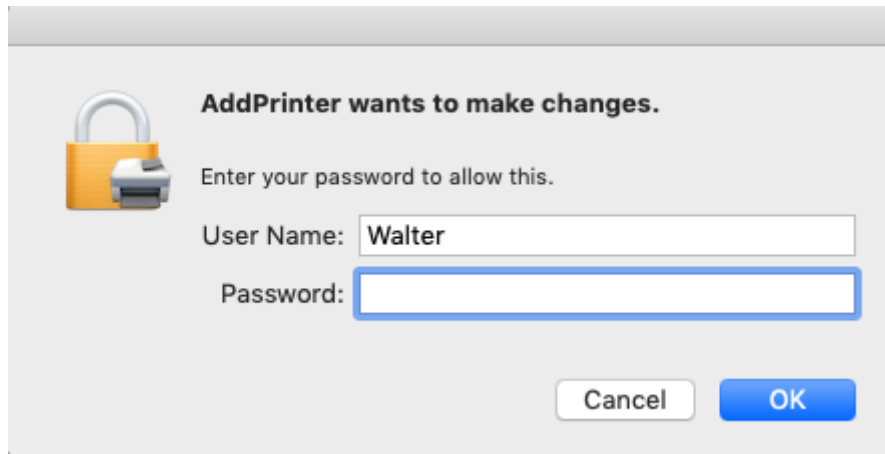 AddPrinter wants to make changes.
Enter your password to allow this.
User Name: Walter
Password:
Cancel OK